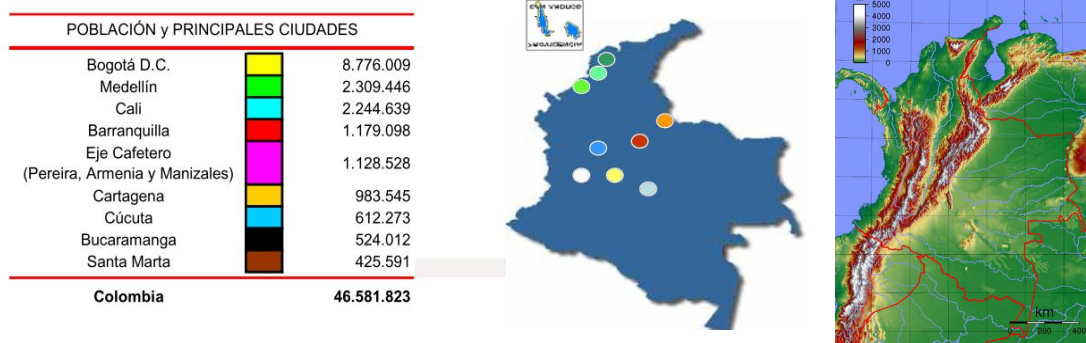 POBLACIÓN y PRINCIPALES CIUDADES
Bogotá D.C. 8.776.009
Medellín 2.309.446
Cali 2.244.639
Barranquilla 1.179.098
Eje Cafetero
(Pereira, Armenia y Manizales) 1.128.528
Cartagena 983.545
Cúcuta 612.273
Bucaramanga 524.012
Santa Marta 425.591
Colombia 46.581.823
5000
4000
3000
2000
1000
0
km
0 200 400